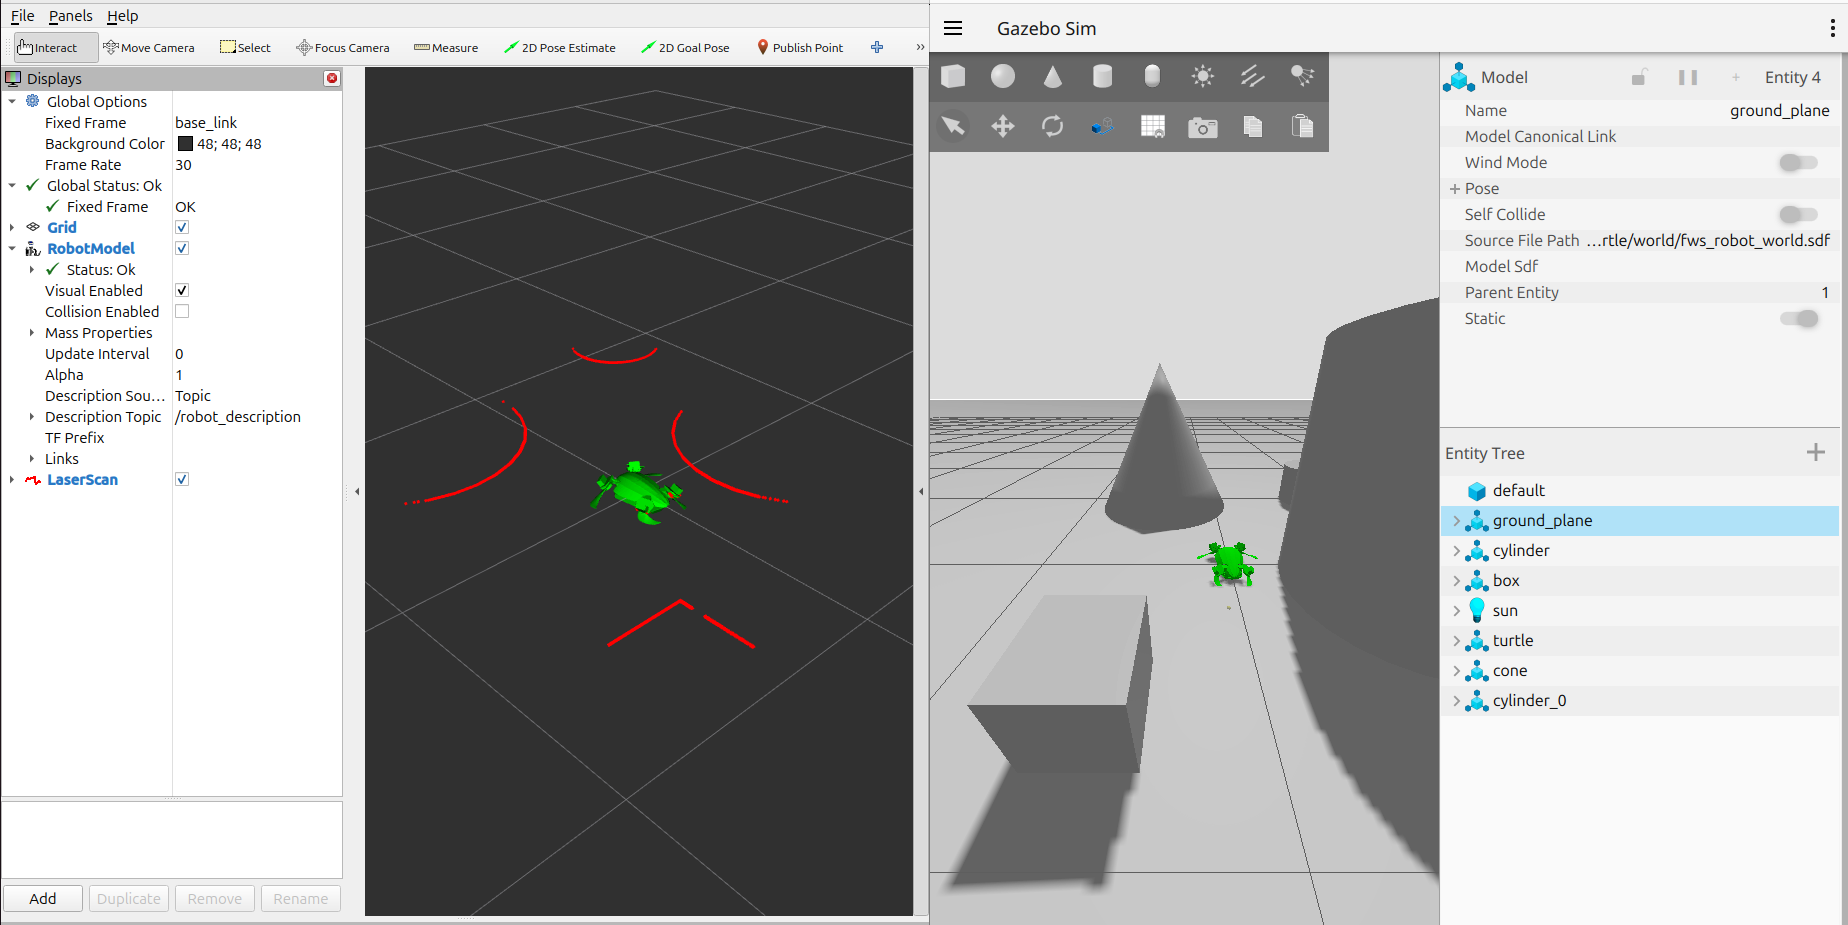 File Panels Help
Interact Move Camera Select Focus Camera Measure 2D Pose Estimate 2D Goal Pose Publish Point »
Displays
Global Options
Fixed Frame base_link
Background Color 48; 48; 48
Frame Rate 30
Global Status: Ok
Fixed Frame OK
Grid
RobotModel
Status: Ok
Visual Enabled
Collision Enabled
Mass Properties
Update Interval 0
Alpha 1
Description Sou... Topic
Description Topic /robot_description
TF Prefix
Links
LaserScan
Add Duplicate Remove Rename
Gazebo Sim
Model Entity 4
Name ground_plane
Model Canonical Link
Wind Mode
Pose
Self Collide
Source File Path ...rtle/world/fws_robot_world.sdf
Model Sdf
Parent Entity 1
Static
Entity Tree
default
ground_plane
cylinder
box
sun
turtle
cone
cylinder_0